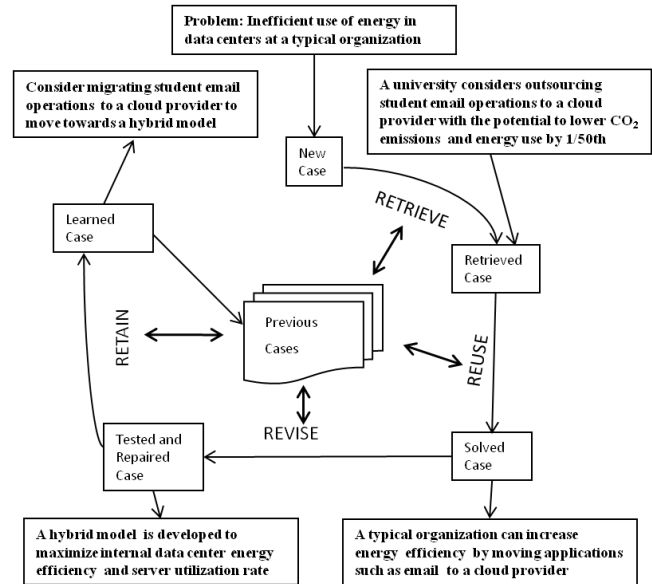 Problem: Inefficient use of energy in
data centers at a typical organization
Consider migrating student email
operations to a cloud provider to
move towards a hybrid model
A university considers outsourcing
student email operations to a cloud
provider with the potential to lower CO₂
emissions and energy use by 1/50th
New
Case
RETRIEVE
Learned
Case
Retrieved
Case
Previous
Cases
RETAIN
REUSE
REVISE
Tested and
Repaired
Case
Solved
Case
A hybrid model is developed to
maximize internal data center energy
efficiency and server utilization rate
A typical organization can increase
energy efficiency by moving applications
such as email to a cloud provider